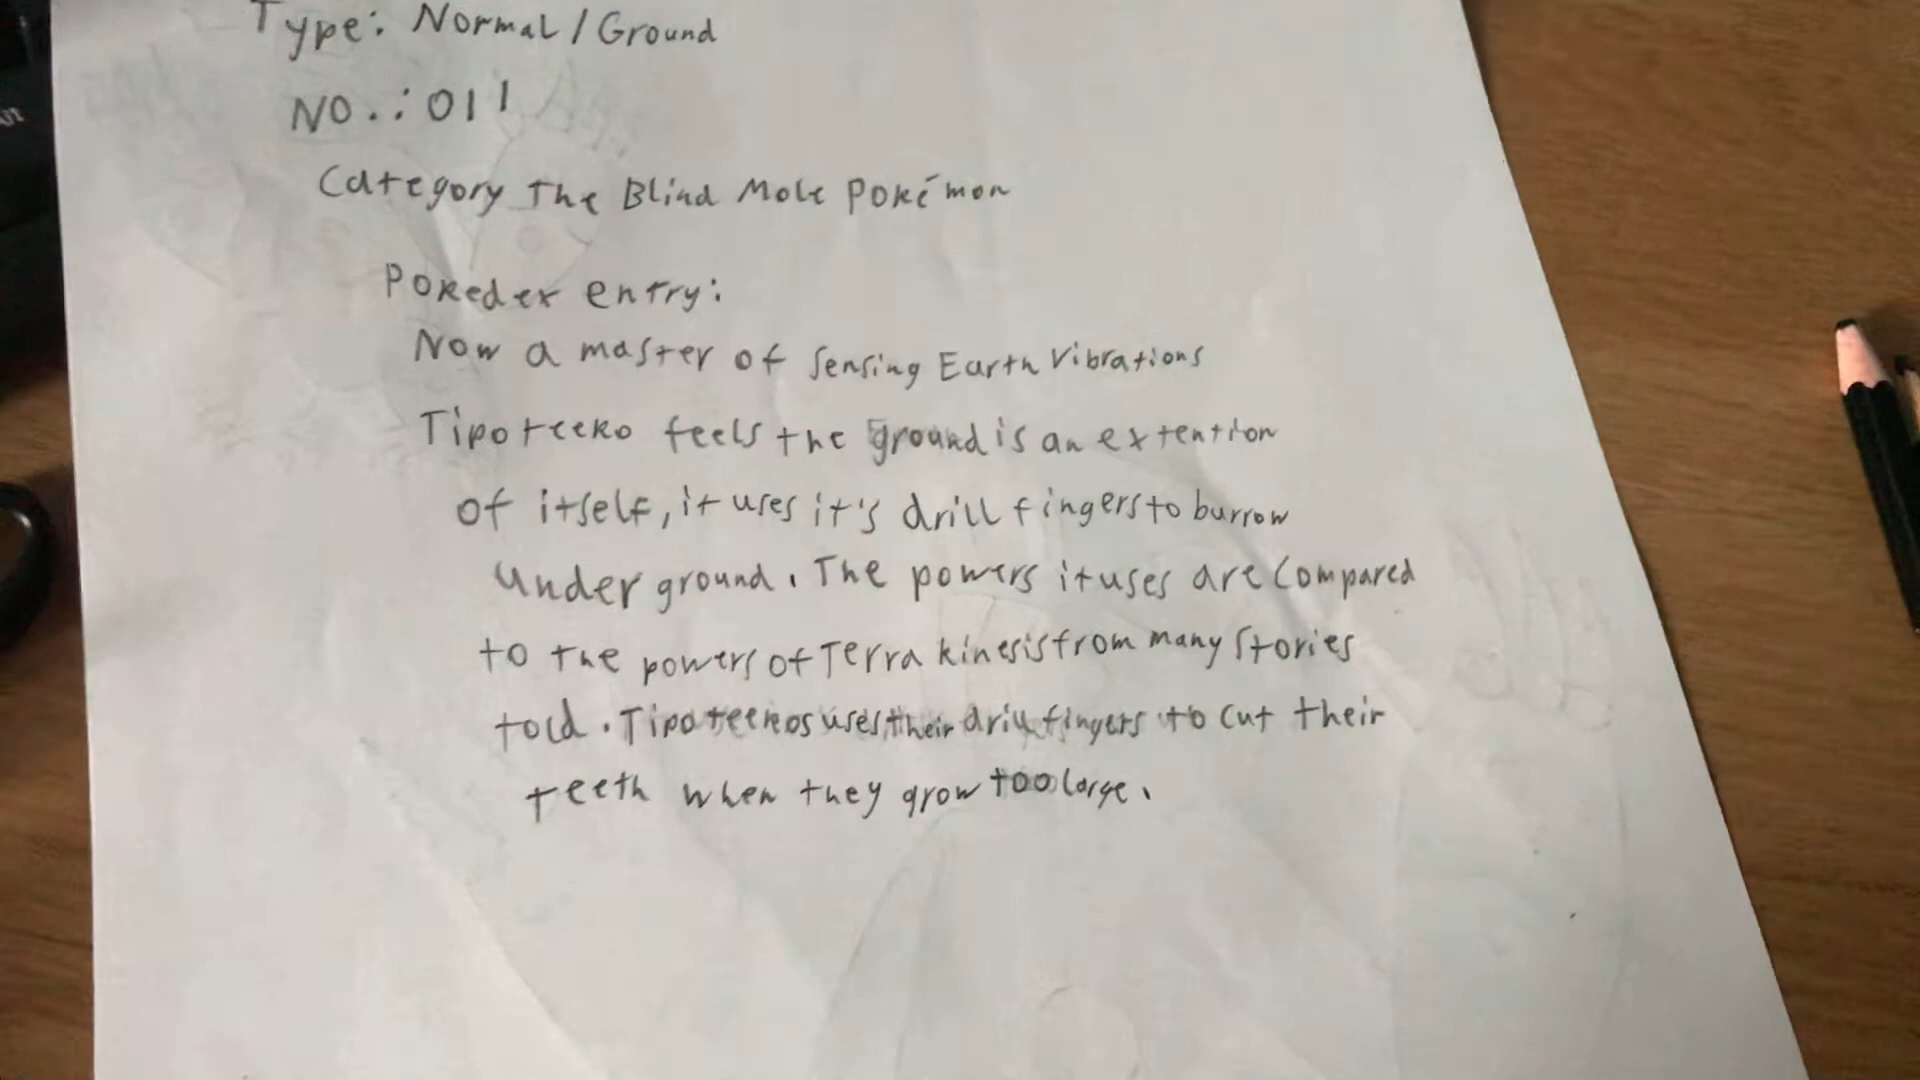 Type: Normal/Ground
NO.: 011
Category The Blind Mole Pokémon
Pokedex entry:
Now a master of sensing Earth Vibrations
Tipoteeko feels the ground is an extention
of itself, it uses it's drill fingers to burrow
under ground. The powers it uses are compared
to the powers of Terra kinesis from many stories
told. Tipoteekos uses their drill fingers to cut their
teeth when they grow too large.